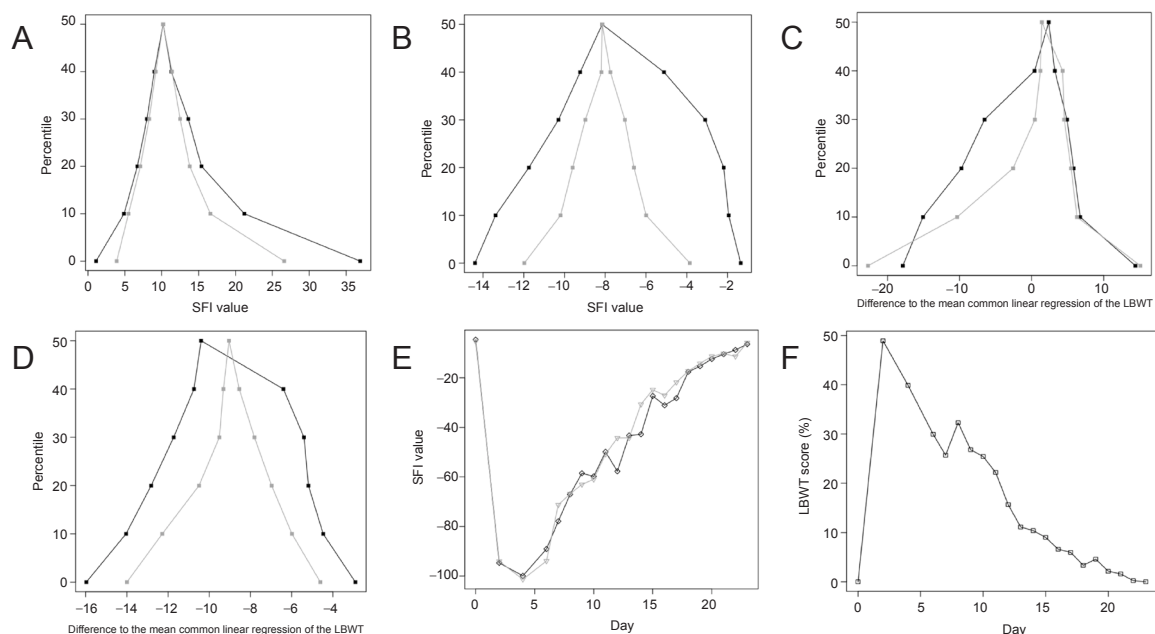 A
50
40
30
20
10
0
Percentile
0 5 10 15 20 25 30 35
SFI value
B
50
40
30
20
10
0
Percentile
−14 −12 −10 −8 −6 −4 −2
SFI value
C
50
40
30
20
10
0
Percentile
−20 −10 0 10
Difference to the mean common linear regression of the LBWT
D
50
40
30
20
10
0
Percentile
−16 −14 −12 −10 −8 −6 −4
Difference to the mean common linear regression of the LBWT
E
−20
−40
−60
−80
−100
SFI value
0 5 10 15 20
Day
F
50
40
30
20
10
0
LBWT score (%)
0 5 10 15 20
Day